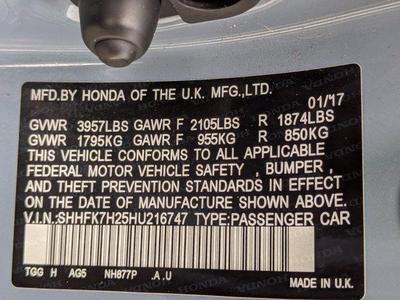 MFD.BY HONDA OF THE U.K. MFG.,LTD.
01/17
GVWR 3957LBS GAWR F 2105LBS R 1874LBS
GVWR 1795KG GAWR F 955KG R 850KG
THIS VEHICLE CONFORMS TO ALL APPLICABLE
FEDERAL MOTOR VEHICLE SAFETY , BUMPER ,
AND THEFT PREVENTION STANDARDS IN EFFECT
ON THE DATE OF MANUFACTURE SHOWN ABOVE.
V.I.N.:SHHFK7H25HU216747 TYPE:PASSENGER CAR
TGG H AG5 NH877P .A.U
MADE IN U.K.